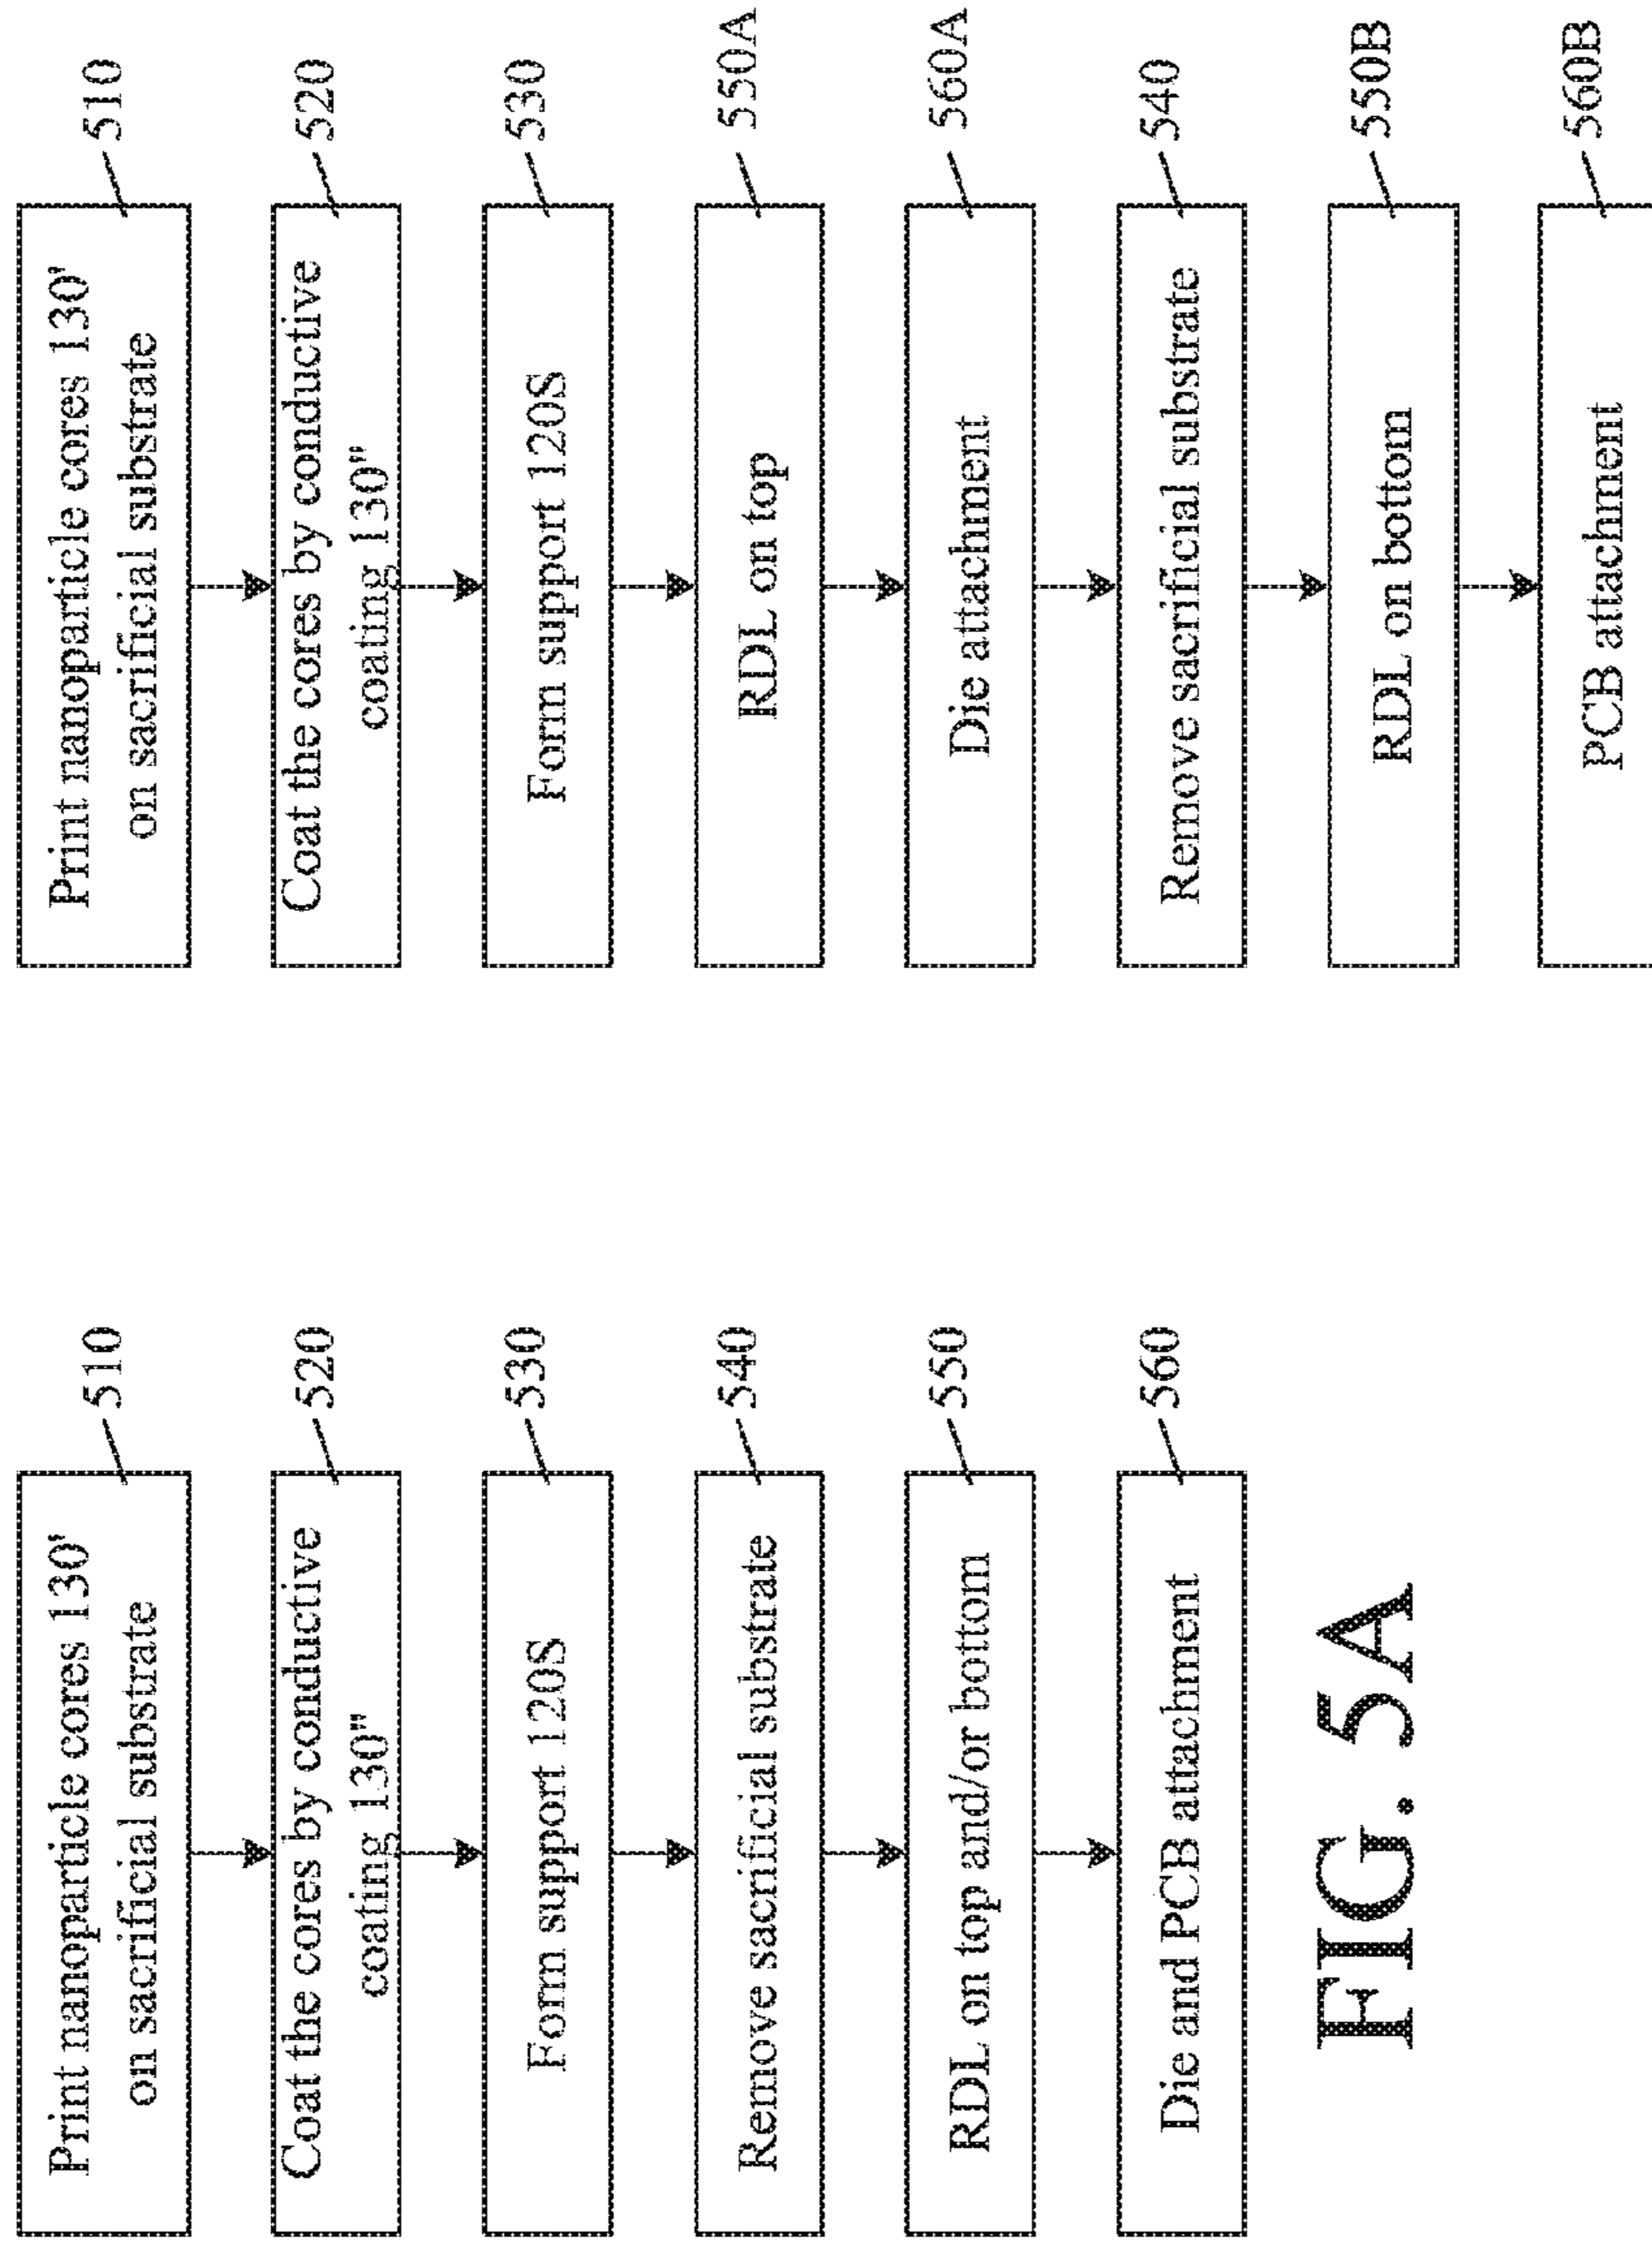 Print nanoparticle cores 130'
on sacrificial substrate
510
Coat the cores by conductive
coating 130"
520
Form support 120S
530
Remove sacrificial substrate
540
RDL on top and/or bottom
550
Die and PCB attachment
560
FIG. 5A
Print nanoparticle cores 130'
on sacrificial substrate
510
Coat the cores by conductive
coating 130"
520
Form support 120S
530
RDL on top
550A
Die attachment
560A
Remove sacrificial substrate
540
RDL on bottom
550B
PCB attachment
560B